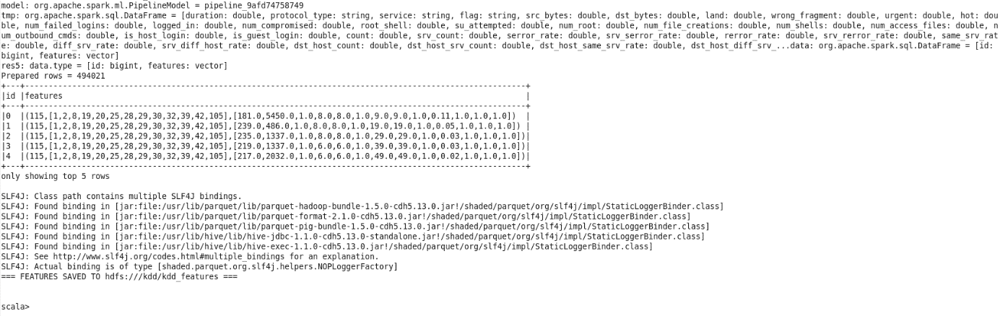 model: org.apache.spark.ml.PipelineModel = pipeline_9afd74758749
tmp: org.apache.spark.sql.DataFrame = [duration: double, protocol_type: string, service: string, flag: string, src_bytes: double, dst_bytes: double, land: double, wrong_fragment: double, urgent: double, hot: dou
ble, num_failed_logins: double, logged_in: double, num_compromised: double, root_shell: double, su_attempted: double, num_root: double, num_file_creations: double, num_shells: double, num_access_files: double, n
um_outbound_cmds: double, is_host_login: double, is_guest_login: double, count: double, srv_count: double, serror_rate: double, srv_serror_rate: double, rerror_rate: double, srv_rerror_rate: double, same_srv_rat
e: double, diff_srv_rate: double, srv_diff_host_rate: double, dst_host_count: double, dst_host_srv_count: double, dst_host_same_srv_rate: double, dst_host_diff_srv_...data: org.apache.spark.sql.DataFrame = [id:
bigint, features: vector]
res5: data.type = [id: bigint, features: vector]
Prepared rows = 494021
+---+--------------------------------------------------------------------------------------------------------+
|id |features                                                                                                |
+---+--------------------------------------------------------------------------------------------------------+
|0  |(115,[1,2,8,19,20,25,28,29,30,32,39,42,105],[181.0,5450.0,1.0,8.0,8.0,1.0,9.0,9.0,1.0,0.11,1.0,1.0,1.0])  |
|1  |(115,[1,2,8,19,20,25,28,29,30,32,39,42,105],[239.0,486.0,1.0,8.0,8.0,1.0,19.0,19.0,1.0,0.05,1.0,1.0,1.0]) |
|2  |(115,[1,2,8,19,20,25,28,29,30,32,39,42,105],[235.0,1337.0,1.0,8.0,8.0,1.0,29.0,29.0,1.0,0.03,1.0,1.0,1.0])|
|3  |(115,[1,2,8,19,20,25,28,29,30,32,39,42,105],[219.0,1337.0,1.0,6.0,6.0,1.0,39.0,39.0,1.0,0.03,1.0,1.0,1.0])|
|4  |(115,[1,2,8,19,20,25,28,29,30,32,39,42,105],[217.0,2032.0,1.0,6.0,6.0,1.0,49.0,49.0,1.0,0.02,1.0,1.0,1.0])|
+---+--------------------------------------------------------------------------------------------------------+
only showing top 5 rows
SLF4J: Class path contains multiple SLF4J bindings.
SLF4J: Found binding in [jar:file:/usr/lib/parquet/lib/parquet-hadoop-bundle-1.5.0-cdh5.13.0.jar!/shaded/parquet/org/slf4j/impl/StaticLoggerBinder.class]
SLF4J: Found binding in [jar:file:/usr/lib/parquet/lib/parquet-format-2.1.0-cdh5.13.0.jar!/shaded/parquet/org/slf4j/impl/StaticLoggerBinder.class]
SLF4J: Found binding in [jar:file:/usr/lib/parquet/lib/parquet-pig-bundle-1.5.0-cdh5.13.0.jar!/shaded/parquet/org/slf4j/impl/StaticLoggerBinder.class]
SLF4J: Found binding in [jar:file:/usr/lib/hive/lib/hive-jdbc-1.1.0-cdh5.13.0-standalone.jar!/shaded/parquet/org/slf4j/impl/StaticLoggerBinder.class]
SLF4J: Found binding in [jar:file:/usr/lib/hive/lib/hive-exec-1.1.0-cdh5.13.0.jar!/shaded/parquet/org/slf4j/impl/StaticLoggerBinder.class]
SLF4J: See http://www.slf4j.org/codes.html#multiple_bindings for an explanation.
SLF4J: Actual binding is of type [shaded.parquet.org.slf4j.helpers.NOPLoggerFactory]
=== FEATURES SAVED TO hdfs:///kdd/kdd_features ===
scala>